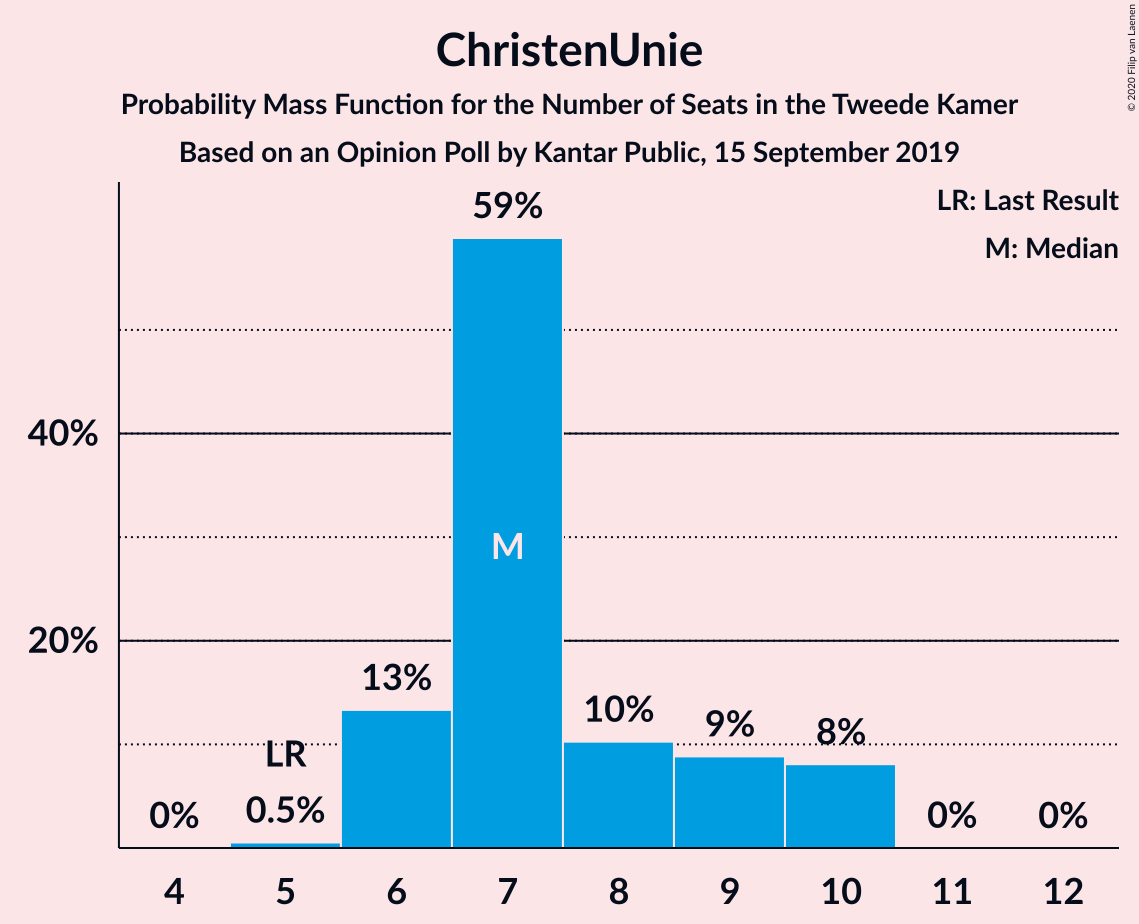 ChristenUnie
Probability Mass Function for the Number of Seats in the Tweede Kamer
Based on an Opinion Poll by Kantar Public, 15 September 2019
© 2020 Filip van Laenen
LR: Last Result
M: Median
59%
40%
M
20%
13%
10%
9%
8%
LR
0%
0.5%
0%
0%
4 5 6 7 8 9 10 11 12